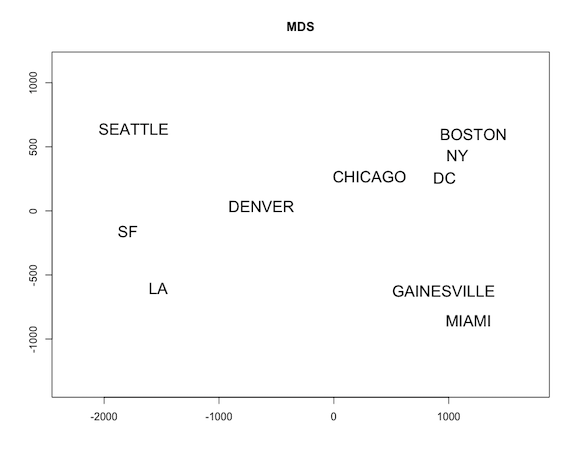 MDS
1000
500
0
-500
-1000
SEATTLE
BOSTON
NY
CHICAGO
DC
DENVER
SF
LA
GAINESVILLE
MIAMI
-2000
-1000
0
1000